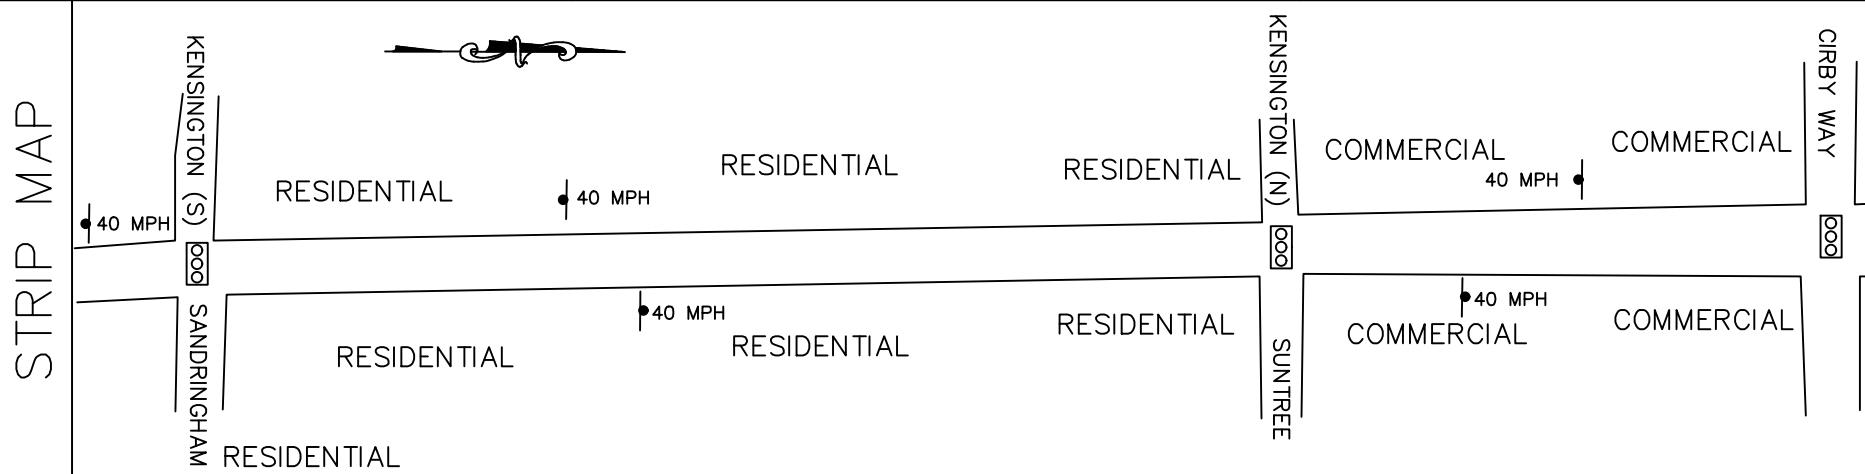 STRIP MAP
KENSINGTON (S)
KENSINGTON (N)
CIRBY WAY
RESIDENTIAL
RESIDENTIAL
RESIDENTIAL
COMMERCIAL
COMMERCIAL
40 MPH
40 MPH
40 MPH
40 MPH
40 MPH
RESIDENTIAL
RESIDENTIAL
RESIDENTIAL
COMMERCIAL
COMMERCIAL
SANDRINGHAM
SUNTREE
RESIDENTIAL